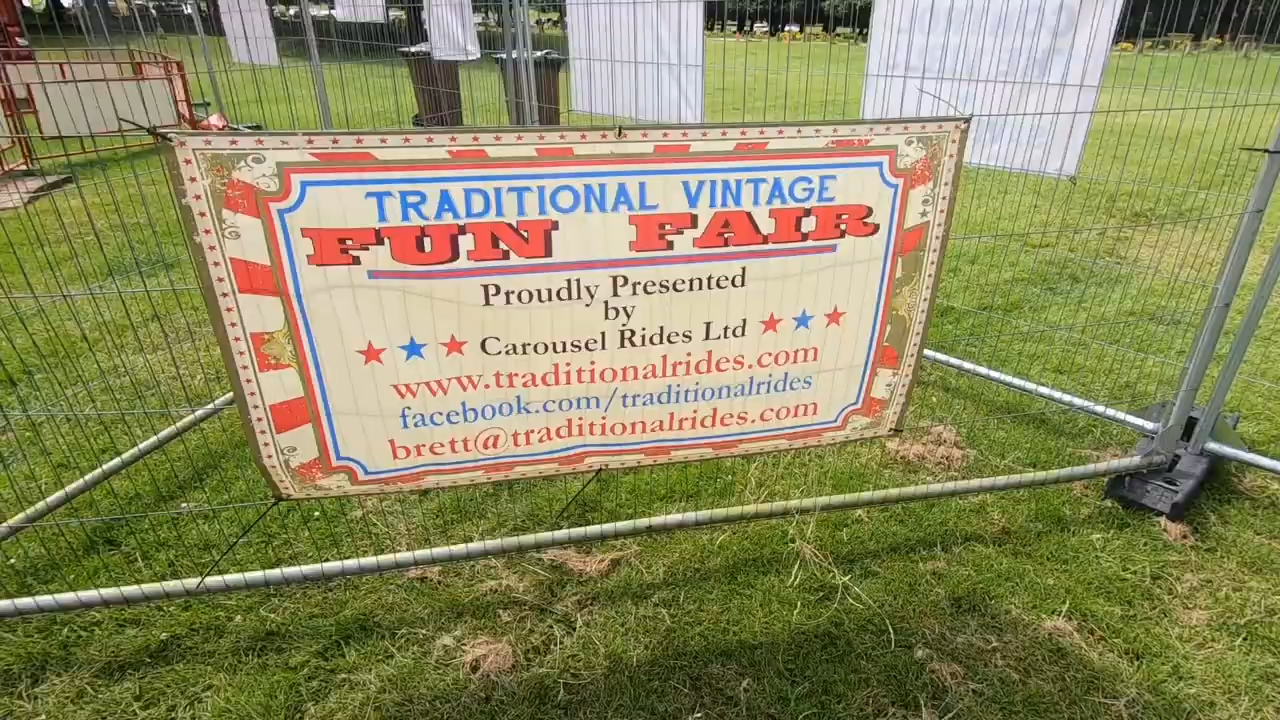 TRADITIONAL VINTAGE
FUN FAIR
Proudly Presented
by
Carousel Rides Ltd
www.traditionalrides.com
facebook.com/traditionalrides
brett@traditionalrides.com